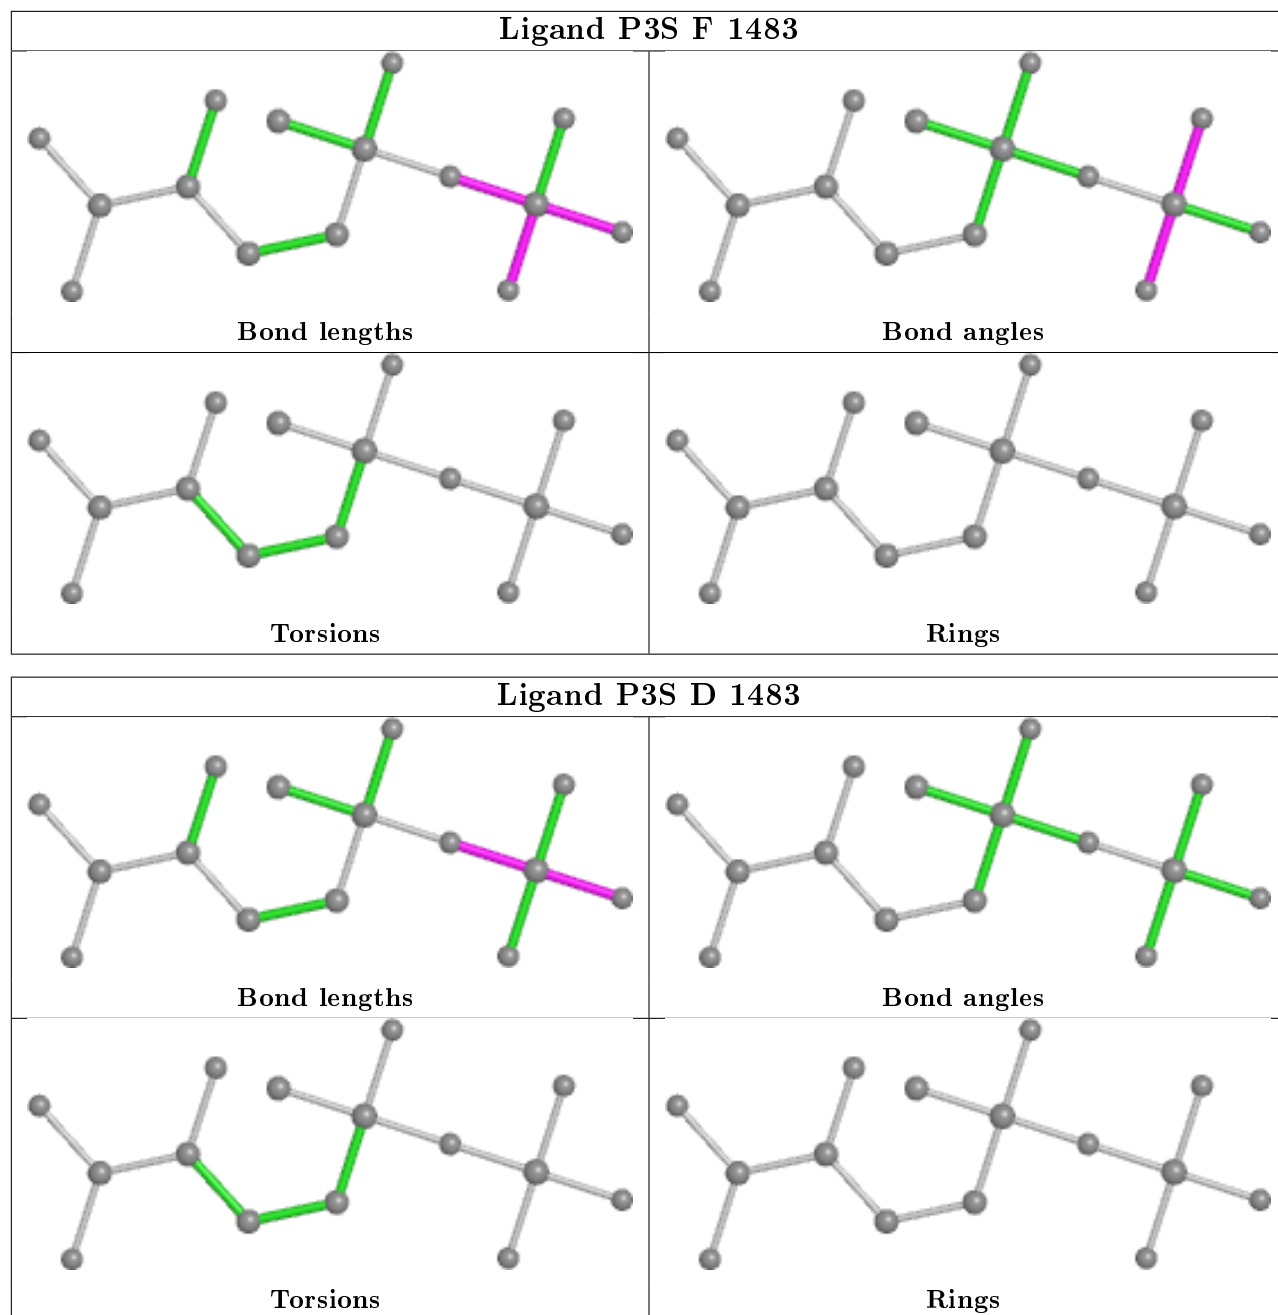 Ligand P3S F 1483
Bond lengths
Bond angles
Torsions
Rings
Ligand P3S D 1483
Bond lengths
Bond angles
Torsions
Rings